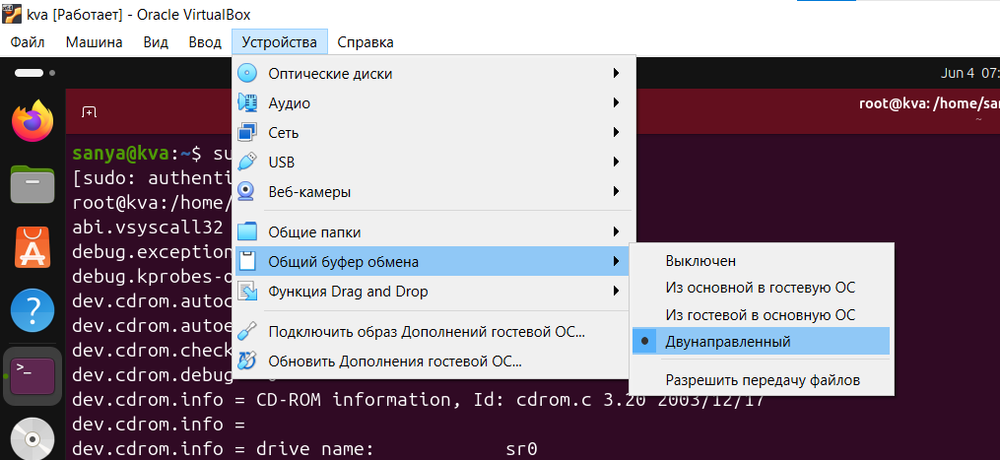 kva [Работает] - Oracle VirtualBox
Файл Машина Вид Ввод Устройства Справка
Jun 4 07:
root@kva: /home/sa
~
Оптические диски
Аудио
Сеть
USB
Веб-камеры
Общие папки
Общий буфер обмена
Функция Drag and Drop
Подключить образ Дополнений гостевой ОС...
Обновить Дополнения гостевой ОС...
Выключен
Из основной в гостевую ОС
Из гостевой в основную ОС
Двунаправленный
Разрешить передачу файлов
sanya@kva:~$ su
[sudo: authenti
root@kva:/home/
abi.vsyscall32
debug.exception
debug.kprobes-o
dev.cdrom.autoc
dev.cdrom.autoe
dev.cdrom.check
dev.cdrom.debug
dev.cdrom.info = CD-ROM information, Id: cdrom.c 3.20 2003/12/17
dev.cdrom.info =
dev.cdrom.info = drive name: sr0